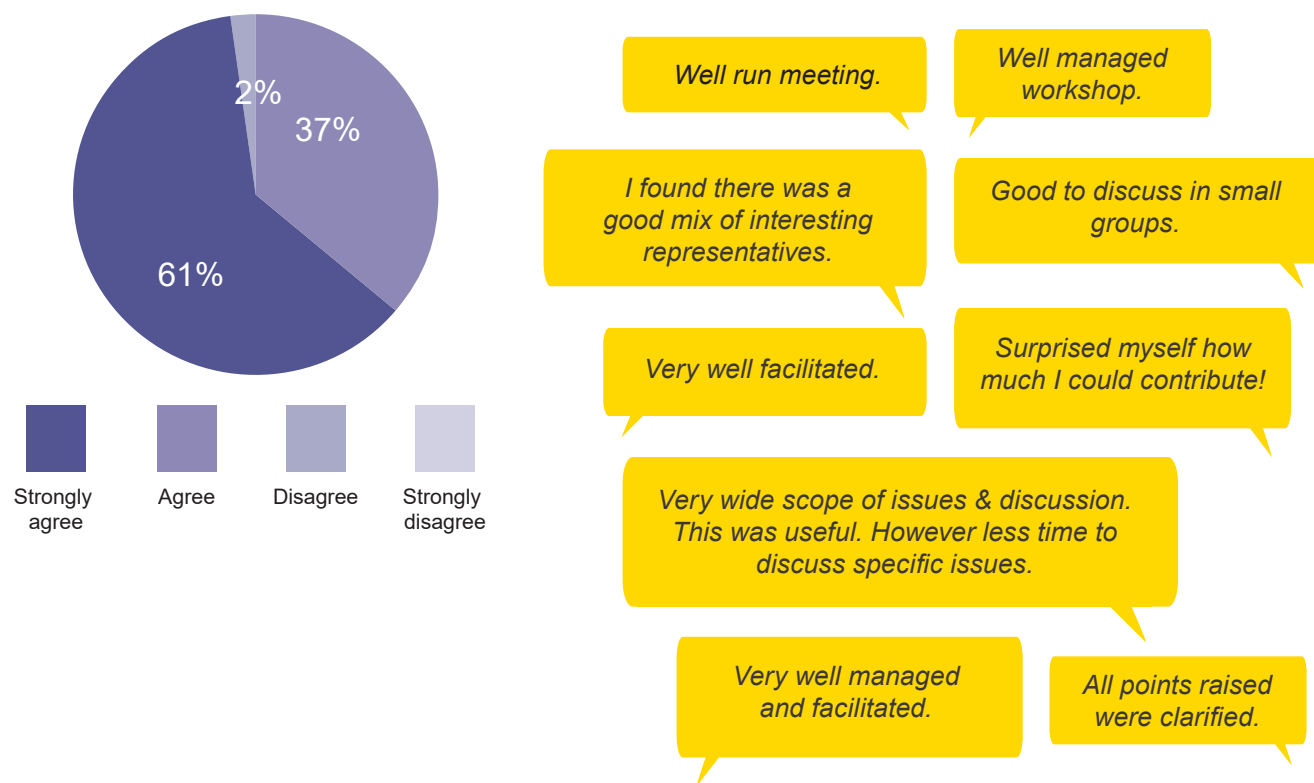 2%
37%
61%
Strongly
agree
Agree
Disagree
Strongly
disagree
Well run meeting.
Well managed
workshop.
I found there was a
good mix of interesting
representatives.
Good to discuss in small
groups.
Very well facilitated.
Surprised myself how
much I could contribute!
Very wide scope of issues & discussion.
This was useful. However less time to
discuss specific issues.
Very well managed
and facilitated.
All points raised
were clarified.